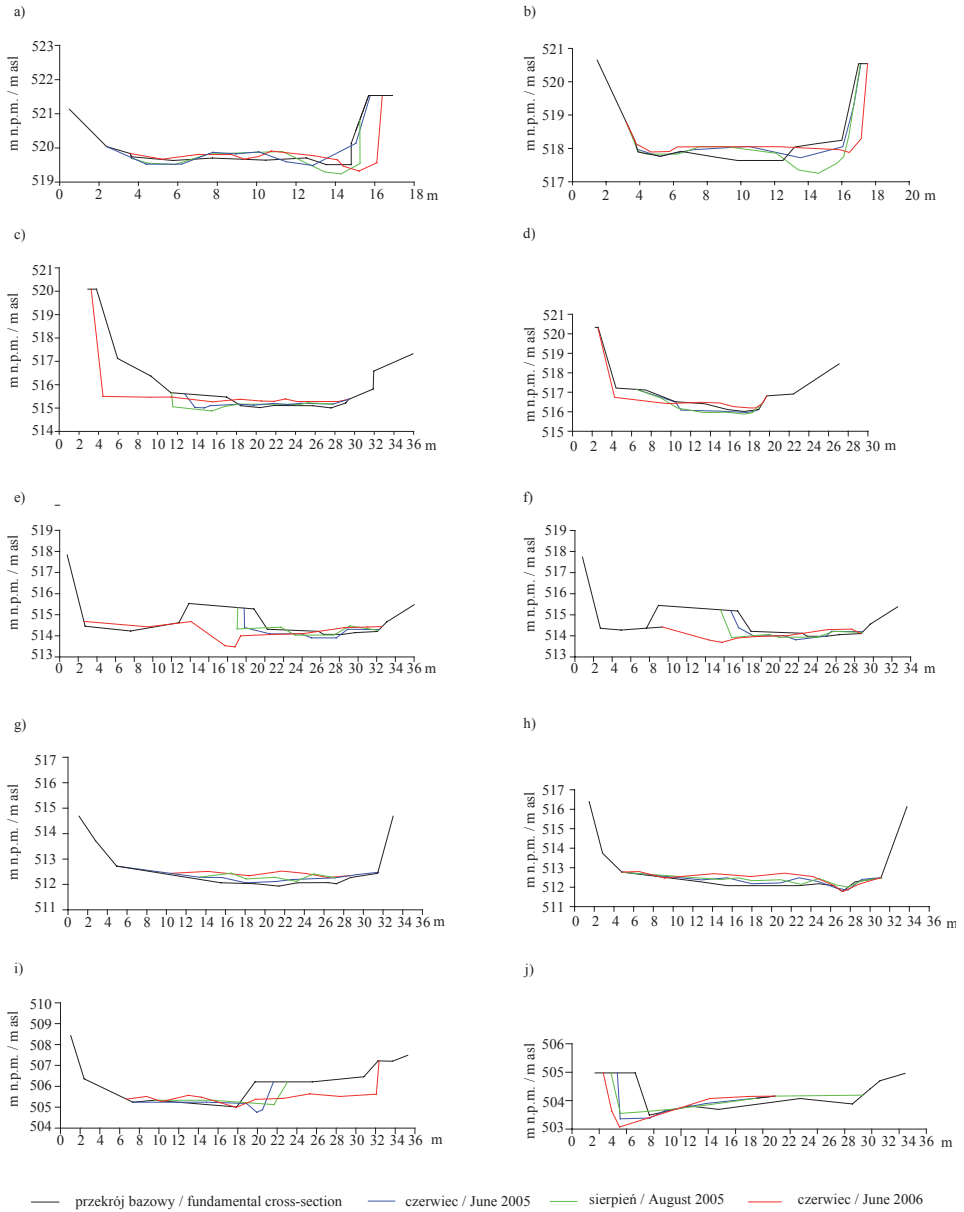 a)
m n.p.m. / m asl
523
522
521
520
519
0 2 4 6 8 10 12 14 16 18 m
b)
m n.p.m. / m asl
521
520
519
518
517
0 2 4 6 8 10 12 14 16 18 20 m
c)
m n.p.m. / m asl
521
520
519
518
517
516
515
514
0 2 4 6 8 10 12 14 16 18 20 22 24 26 28 30 32 34 36 m
d)
m n.p.m. / m asl
521
520
519
518
517
516
515
0 2 4 6 8 10 12 14 16 18 20 22 24 26 28 30 m
e)
m n.p.m. / m asl
519
518
517
516
515
514
513
0 2 4 6 8 10 12 14 16 18 20 22 24 26 28 30 32 34 36 m
f)
m n.p.m. / m asl
519
518
517
516
515
514
513
0 2 4 6 8 10 12 14 16 18 20 22 24 26 28 30 32 34 m
g)
m n.p.m. / m asl
517
516
515
514
513
512
511
0 2 4 6 8 10 12 14 16 18 20 22 24 26 28 30 32 34 36 m
h)
m n.p.m. / m asl
517
516
515
514
513
512
511
0 2 4 6 8 10 12 14 16 18 20 22 24 26 28 30 32 34 36 m
i)
m n.p.m. / m asl
510
509
508
507
506
505
504
0 2 4 6 8 10 12 14 16 18 20 22 24 26 28 30 32 34 36 m
j)
m n.p.m. / m asl
506
505
504
503
0 2 4 6 8 10 12 14 16 18 20 22 24 26 28 30 32 34 36 m
przekrój bazowy / fundamental cross-section czerwiec / June 2005 sierpień / August 2005 czerwiec / June 2006